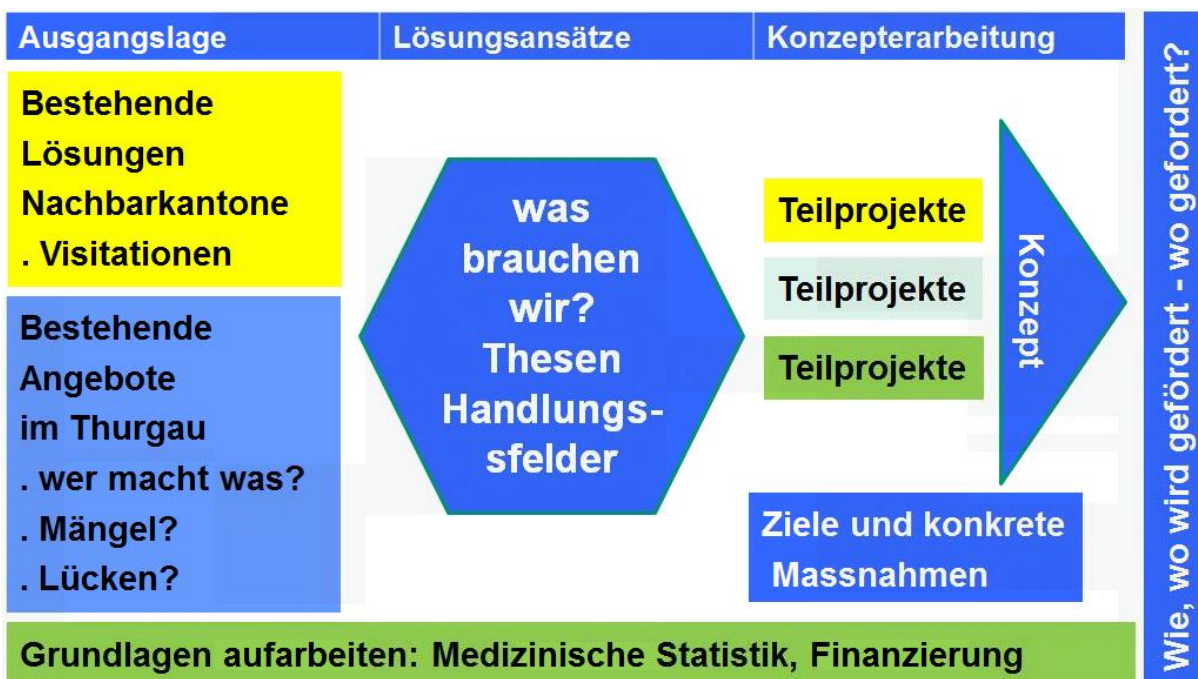 Ausgangslage
Lösungsansätze
Konzepterarbeitung
Bestehende
Lösungen
Nachbarkantone
. Visitationen
Bestehende
Angebote
im Thurgau
. wer macht was?
. Mängel?
. Lücken?
was
brauchen
wir?
Thesen
Handlungs-
sfelder
Teilprojekte
Teilprojekte
Teilprojekte
Konzept
Ziele und konkrete
Massnahmen
Grundlagen aufarbeiten: Medizinische Statistik, Finanzierung
Wie, wo wird gefördert - wo gefordert?